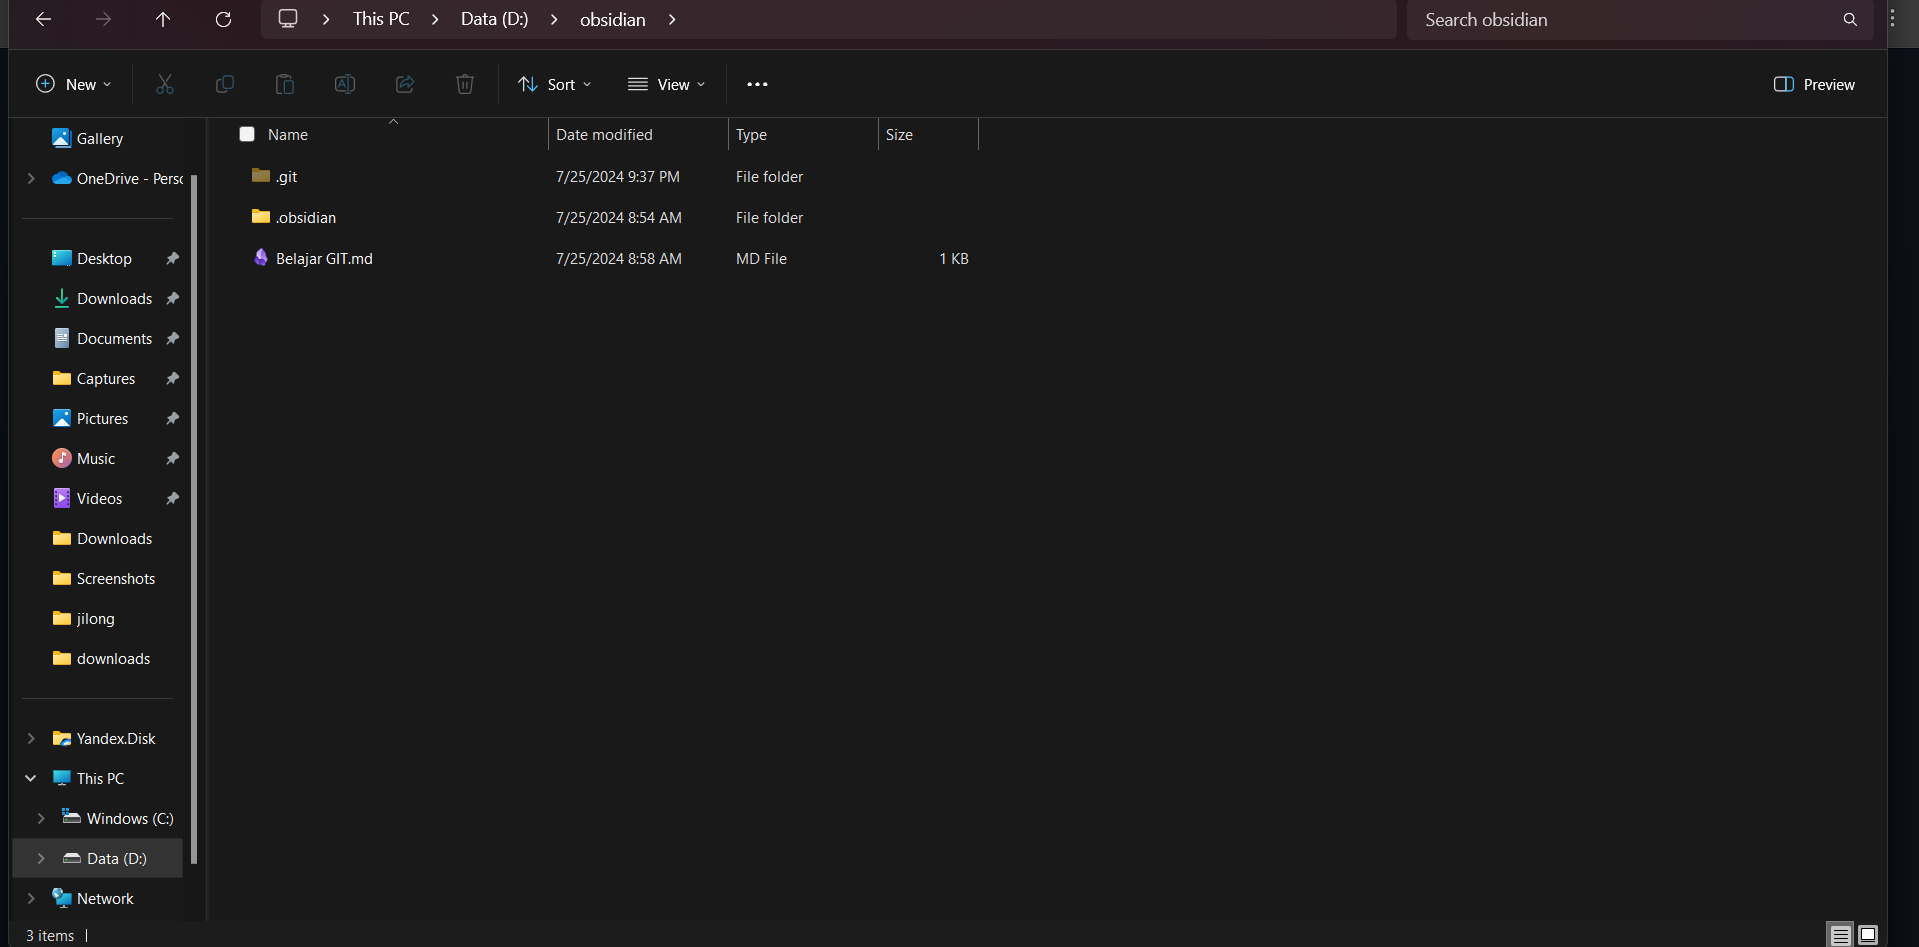 This PC > Data (D:) > obsidian >
Search obsidian
New
Sort
View
Preview
Gallery
OneDrive - Persc
Desktop
Downloads
Documents
Captures
Pictures
Music
Videos
Downloads
Screenshots
jilong
downloads
Yandex.Disk
This PC
Windows (C:)
Data (D:)
Network
Name Date modified Type Size
.git 7/25/2024 9:37 PM File folder
.obsidian 7/25/2024 8:54 AM File folder
Belajar GIT.md 7/25/2024 8:58 AM MD File 1 KB
3 items